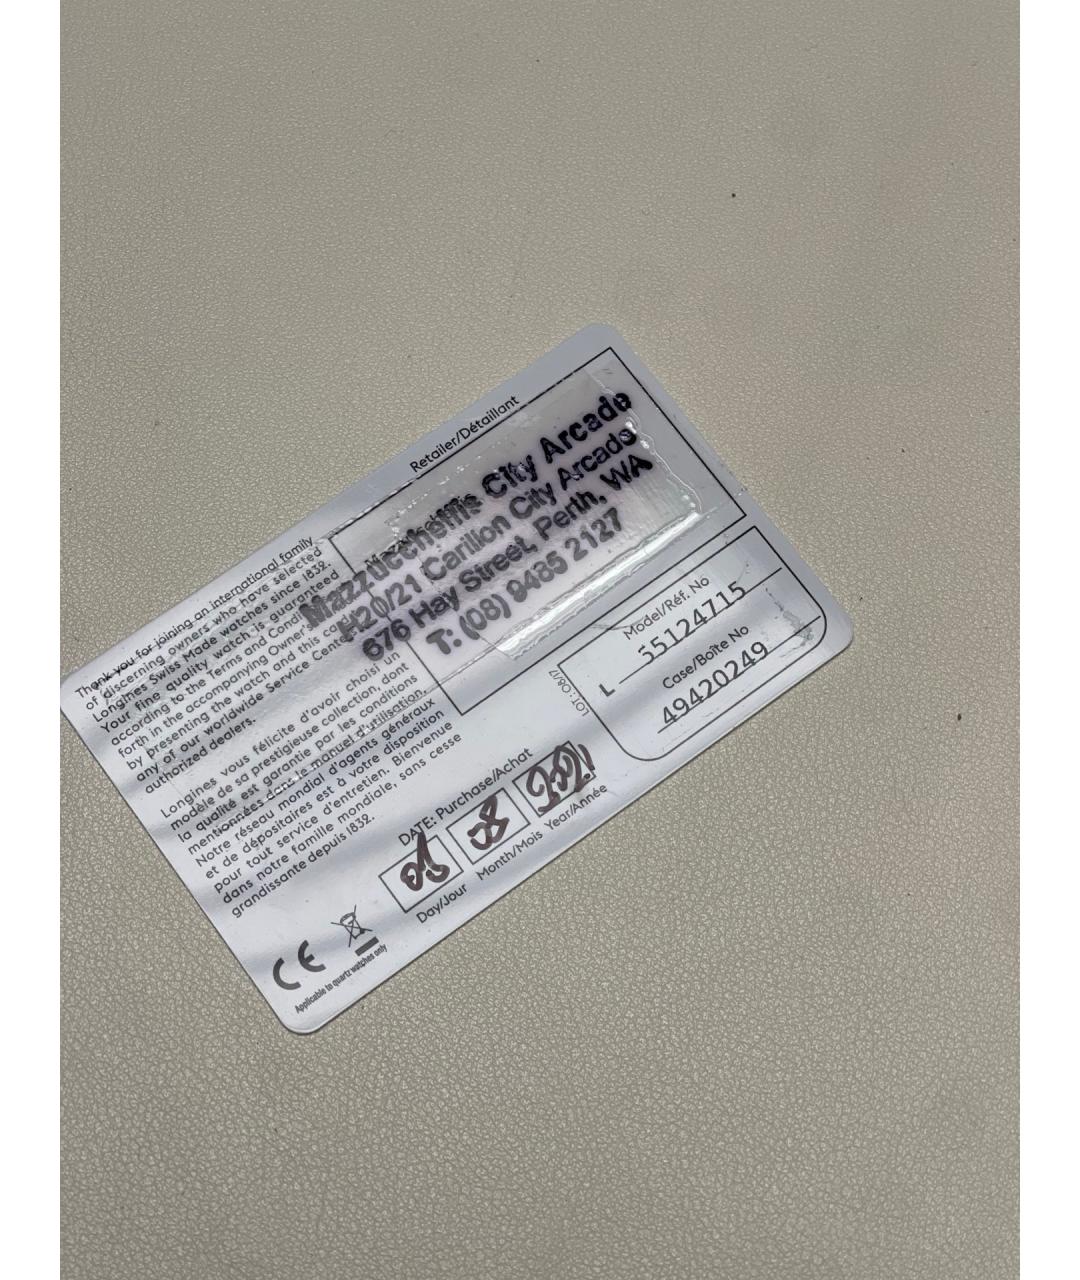 Retailer/Détaillant
Mazzucchellis City Arcade
H20/21 Carillon City Arcade
676 Hay Street, Perth, WA
T: (08) 9485 2127
Thank you for joining an international family
of discerning owners who have selected
Longines Swiss Made watches since 1832.
Your fine quality watch is guaranteed
according to the Terms and Conditions
forth in the accompanying Owner's
by presenting the watch and this card
any of our worldwide Service Centers
authorized dealers.
Longines vous félicite d'avoir choisi un
modèle de sa prestigieuse collection, dont
la qualité est garantie par les conditions
mentionnées dans le manuel d'utilisation.
Notre réseau mondial d'agents généraux
et de dépositaires est à votre disposition
pour tout service d'entretien. Bienvenue
dans notre famille mondiale, sans cesse
grandissante depuis 1832.
Model/Réf. No
L 55124715
Case/Boîte No
49420249
LOT: 08/17
DATE: Purchase/Achat
08
Day/Jour Month/Mois Year/Année
CE
Applicable to quartz watches only